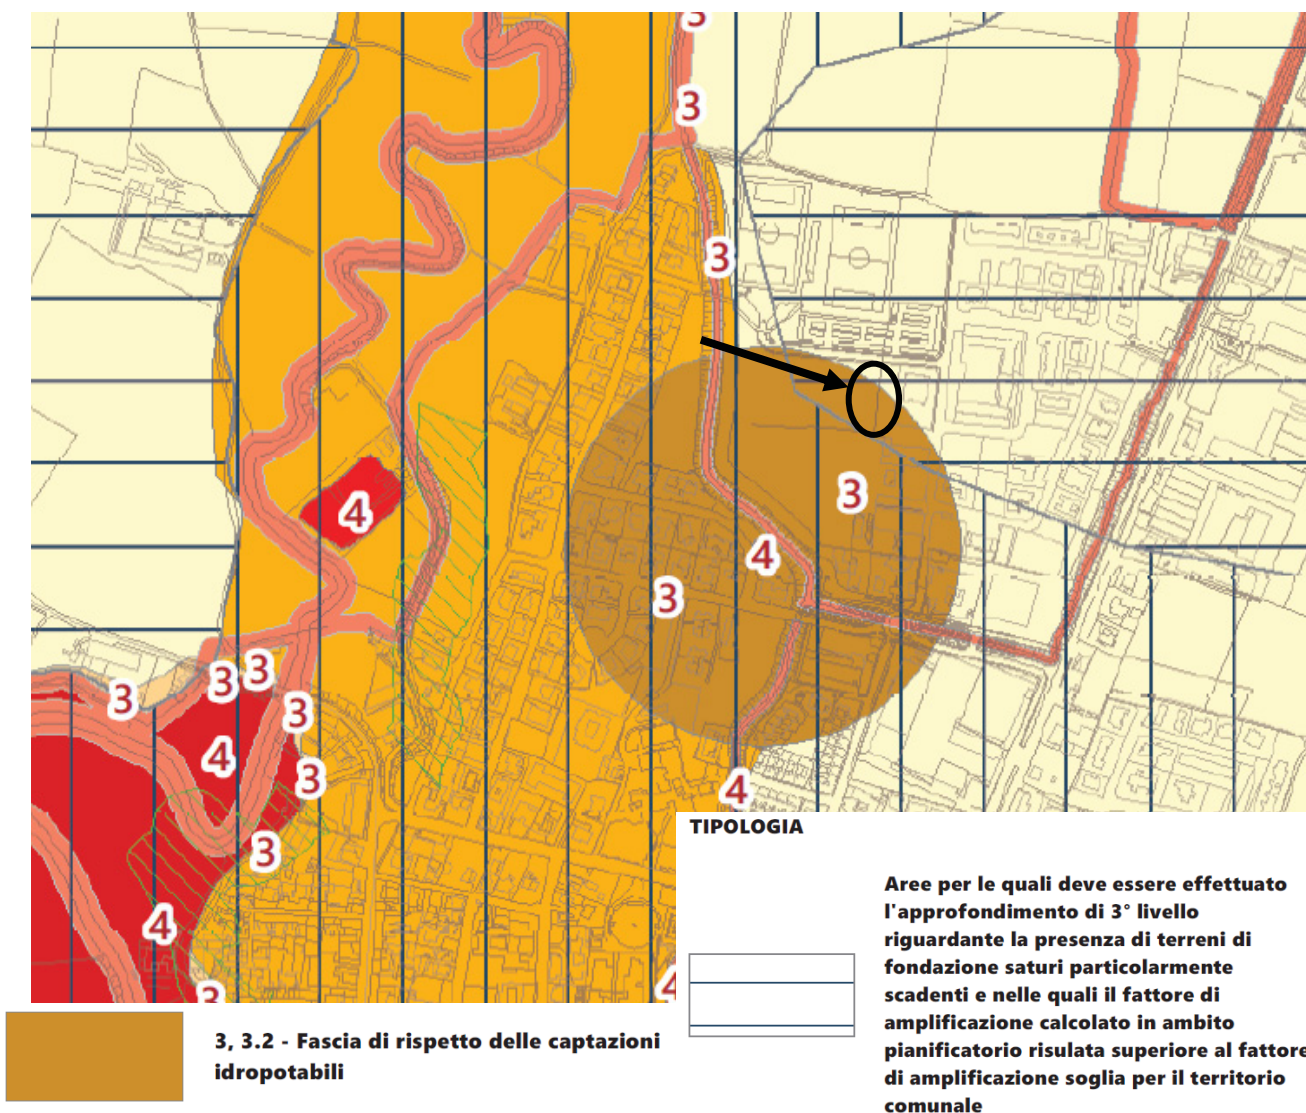 3
3
3
3
4
4
3
3
3
3
3
3
4
3
4
3
4
3
4
TIPOLOGIA
Aree per le quali deve essere effettuato
l'approfondimento di 3° livello
riguardante la presenza di terreni di
fondazione saturi particolarmente
scadenti e nelle quali il fattore di
amplificazione calcolato in ambito
pianificatorio risulata superiore al fattore
di amplificazione soglia per il territorio
comunale
3, 3.2 - Fascia di rispetto delle captazioni
idropotabili